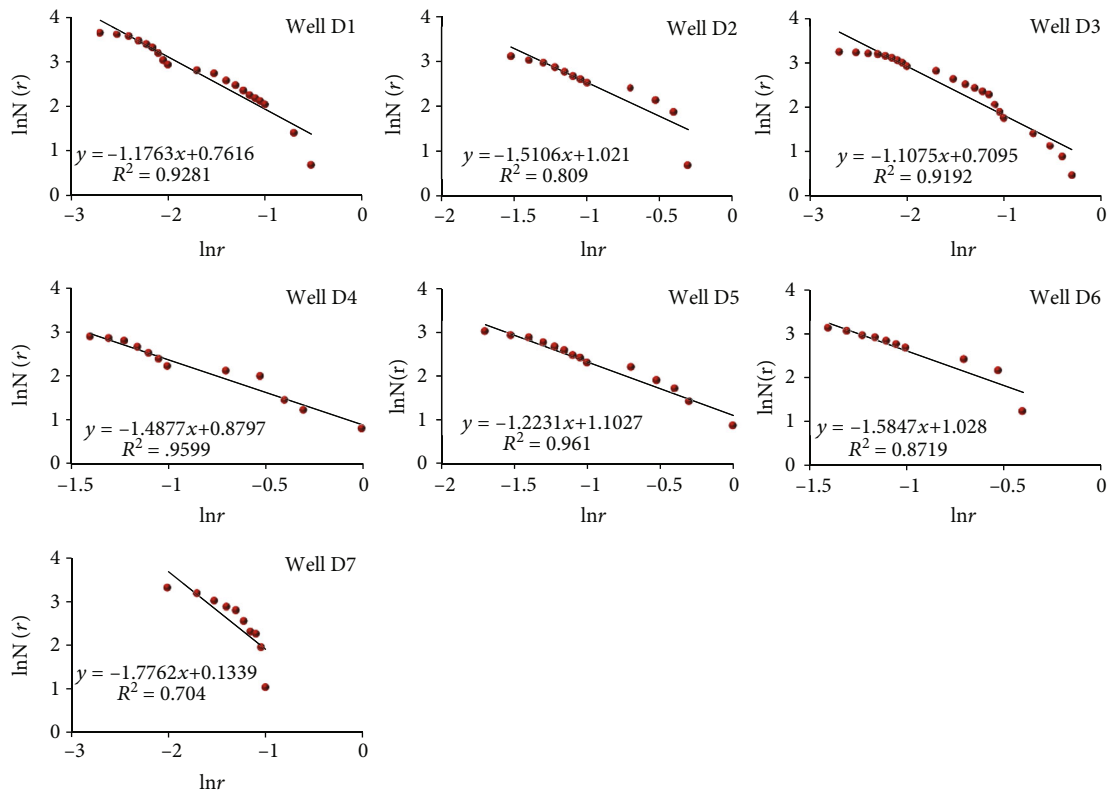 Well D1
4
3
2
1
0
lnN (r)
y = –1.1763x+0.7616
R² = 0.9281
–3 –2 –1 0
lnr
Well D2
4
3
2
1
0
lnN (r)
y = –1.5106x+1.021
R² = 0.809
–2 –1.5 –1 -0.5 0
lnr
Well D3
4
3
2
1
0
lnN (r)
y = –1.1075x+0.7095
R² = 0.9192
–3 –2 –1 0
lnr
Well D4
4
3
2
1
0
lnN (r)
y = –1.4877x+0.8797
R² = .9599
–1.5 –1 –0.5 0
lnr
Well D5
4
3
2
1
0
lnN(r)
y = –1.2231x+1.1027
R² = 0.961
–2 –1.5 –1 –0.5 0
lnr
Well D6
4
3
2
1
0
lnN(r)
y = –1.5847x+1.028
R² = 0.8719
–1.5 –1 –0.5 0
lnr
Well D7
4
3
2
1
0
lnN (r)
y = –1.7762x+0.1339
R² = 0.704
–3 –2 –1 0
lnr